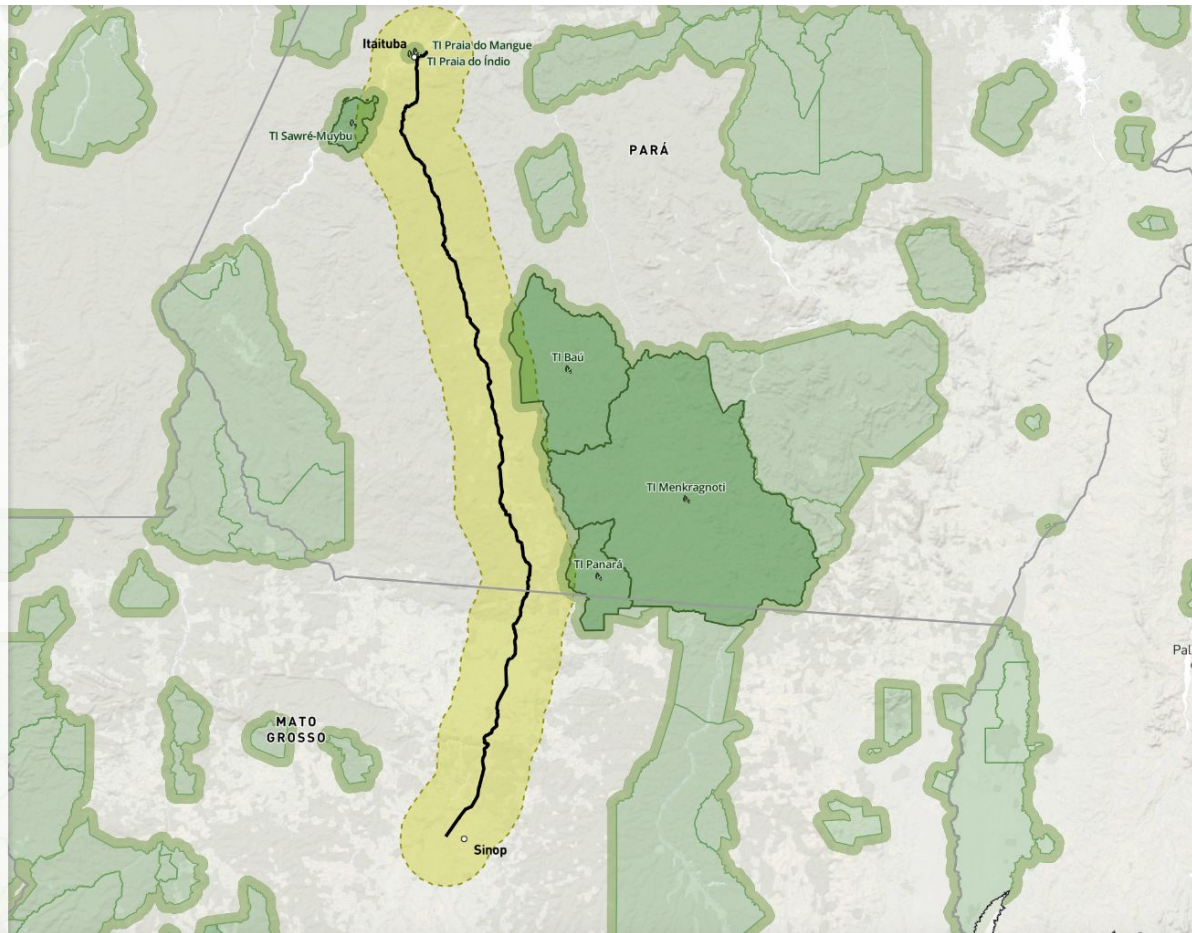 Itaituba
TI Praia do Mangue
TI Praia do Índio
TI Sawré-Muybu
PARÁ
TI Baú
TI Menkragnoti
TI Panará
Pal
MATO
GROSSO
Sinop